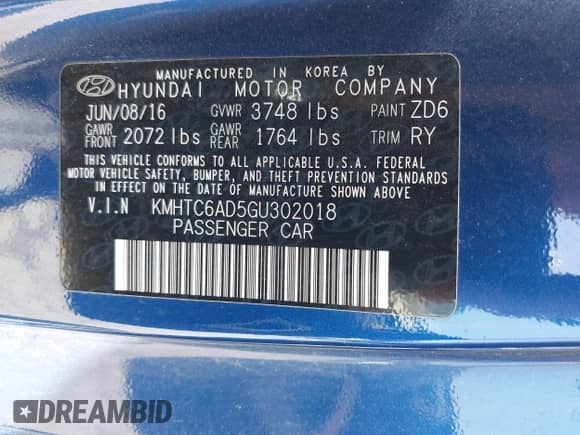 MANUFACTURED IN KOREA BY
HYUNDAI MOTOR COMPANY
JUN/08/16 GVWR 3748 lbs PAINT ZD6
GAWR FRONT 2072 lbs GAWR REAR 1764 lbs TRIM RY
THIS VEHICLE CONFORMS TO ALL APPLICABLE U.S.A. FEDERAL
MOTOR VEHICLE SAFETY, BUMPER, AND THEFT PREVENTION STANDARDS
IN EFFECT ON THE DATE OF MANUFACTURE SHOWN ABOVE
V.I.N KMHTC6AD5GU302018
PASSENGER CAR
DREAMBID